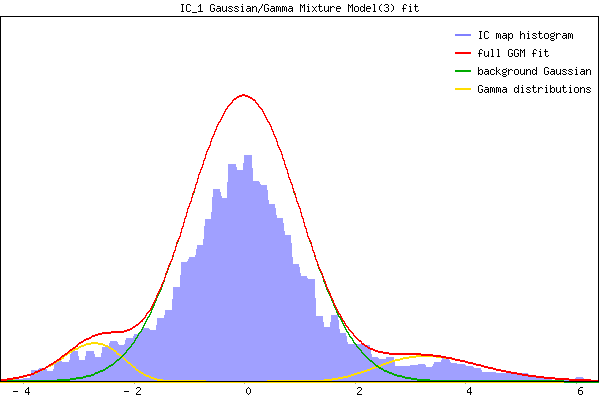 IC_1 Gaussian/Gamma Mixture Model(3) fit
IC map histogram
full GGM fit
background Gaussian
Gamma distributions
- 4 - 2 0 2 4 6